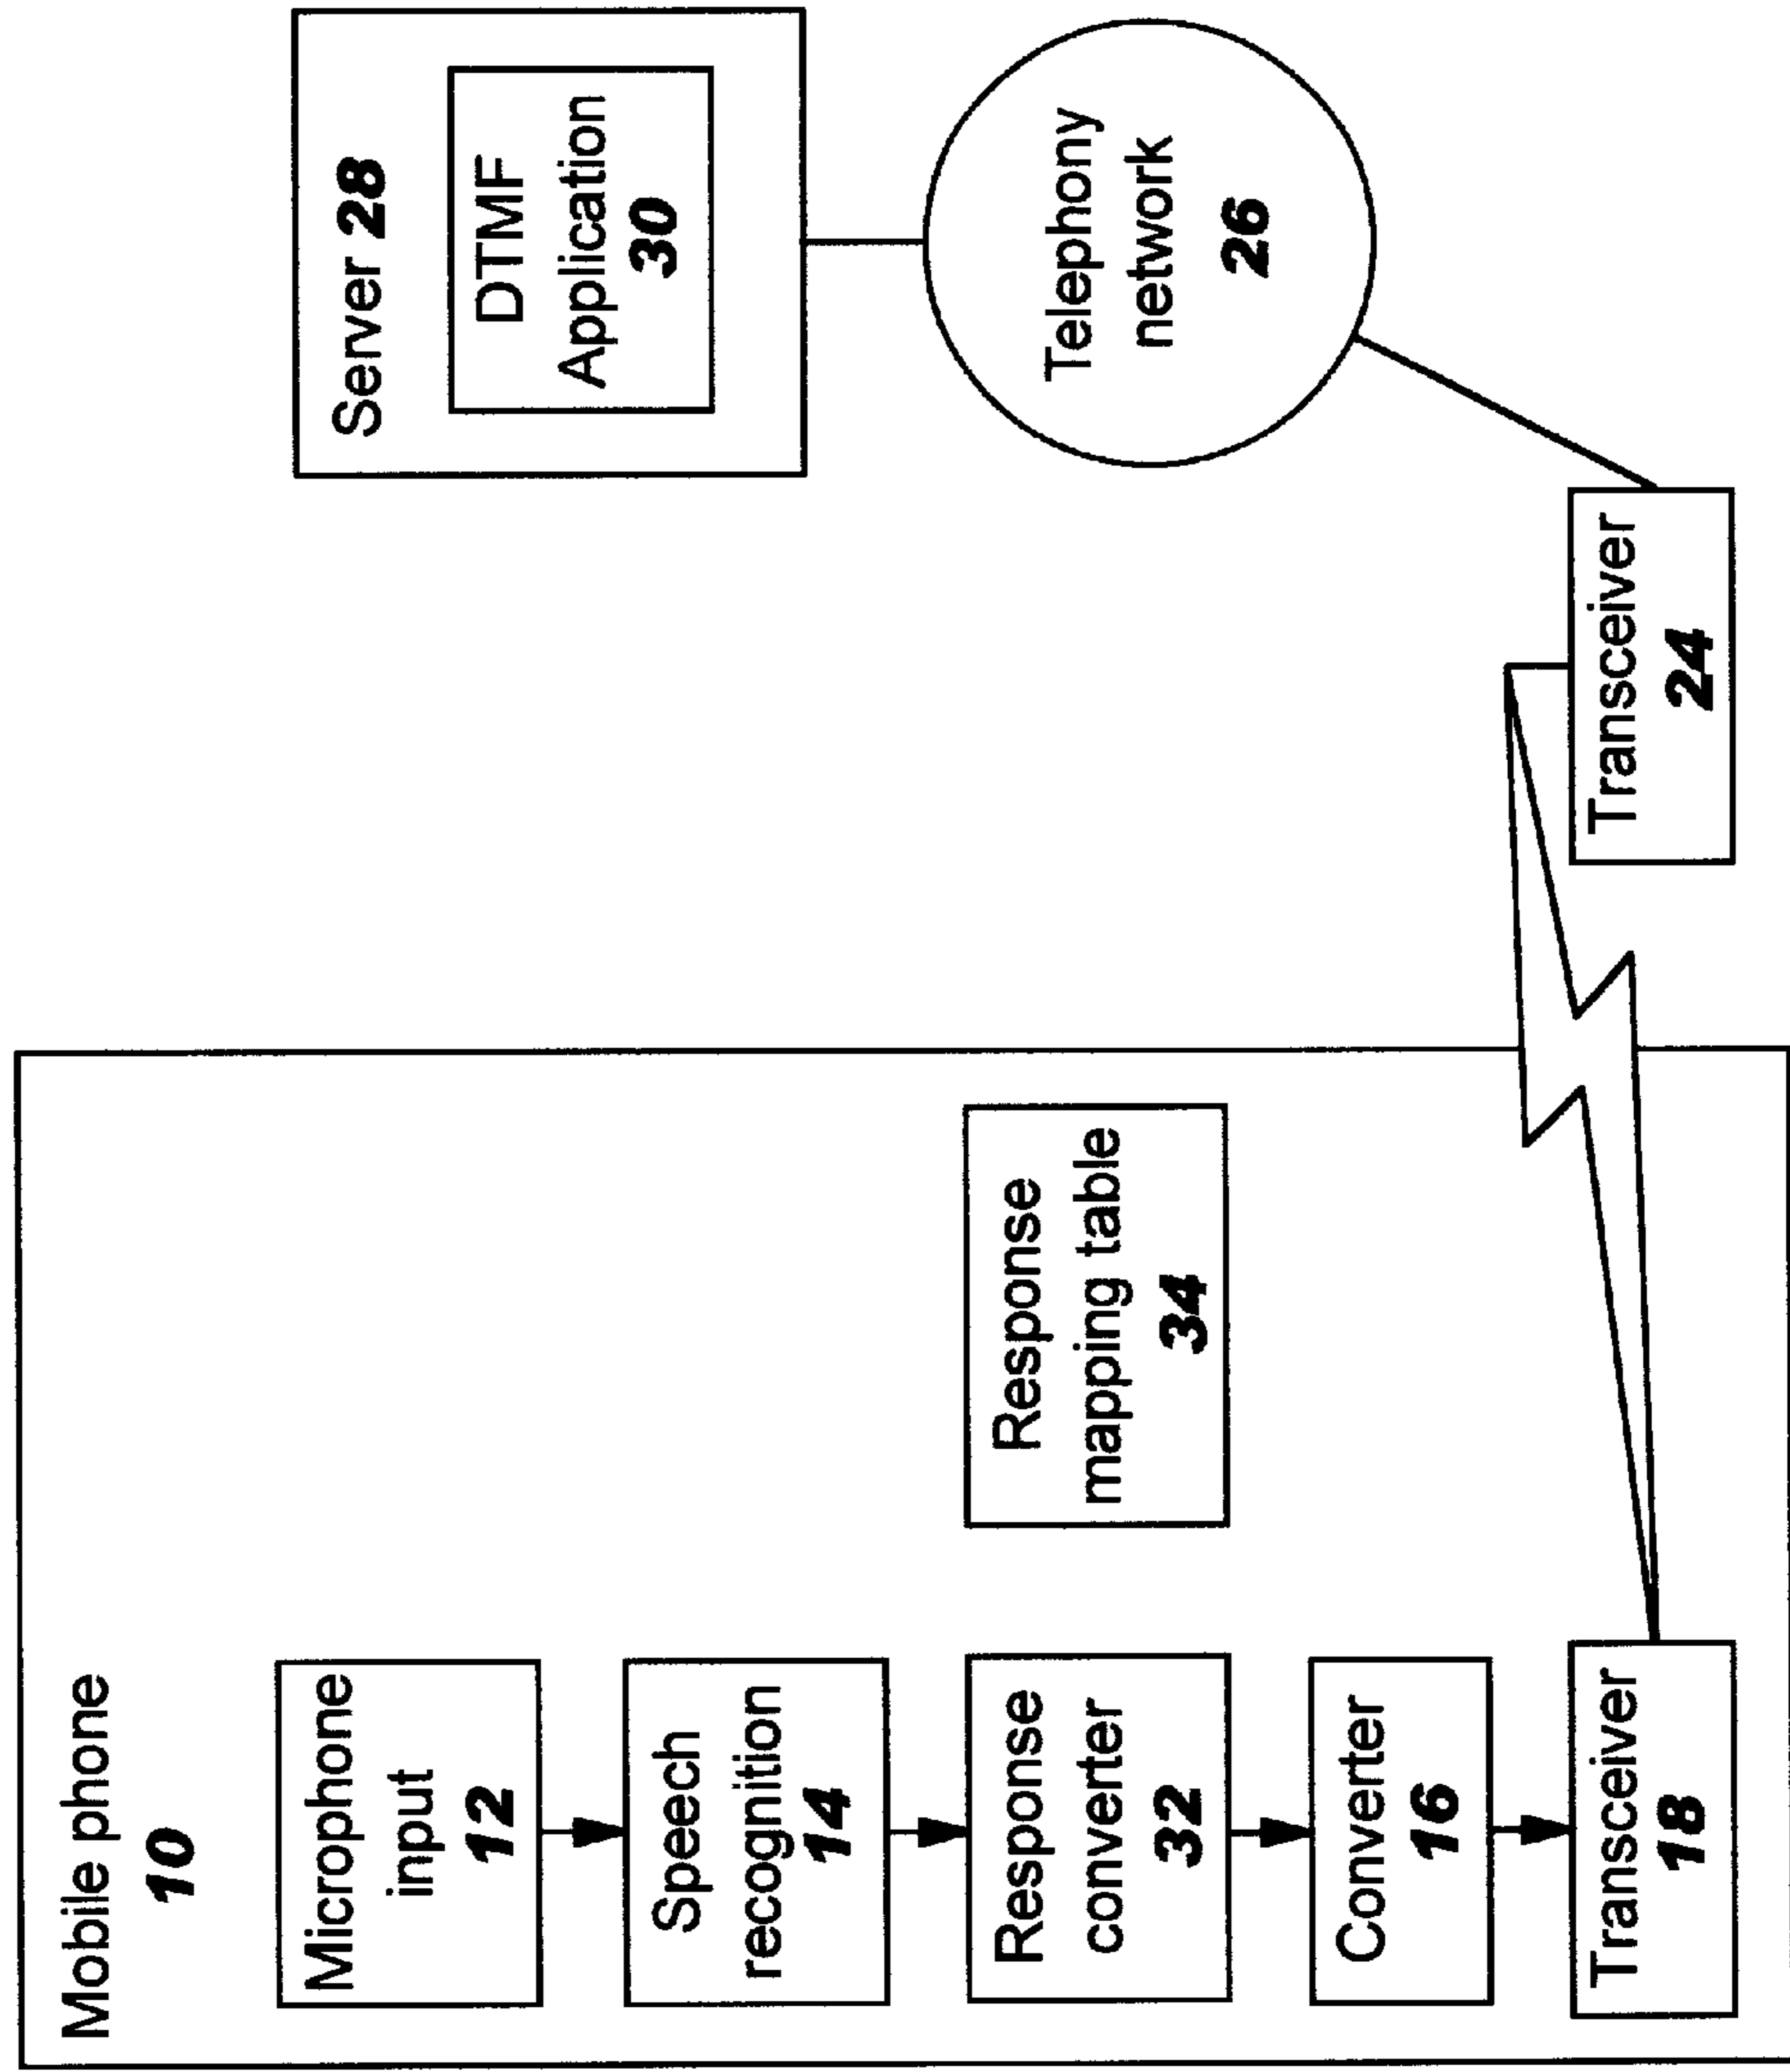 Mobile phone
10
Microphone
input
12
Speech
recognition
14
Response
converter
32
Converter
16
Transceiver
18
Response
mapping table
34
Server 28
DTMF
Application
30
Telephony
network
26
Transceiver
24